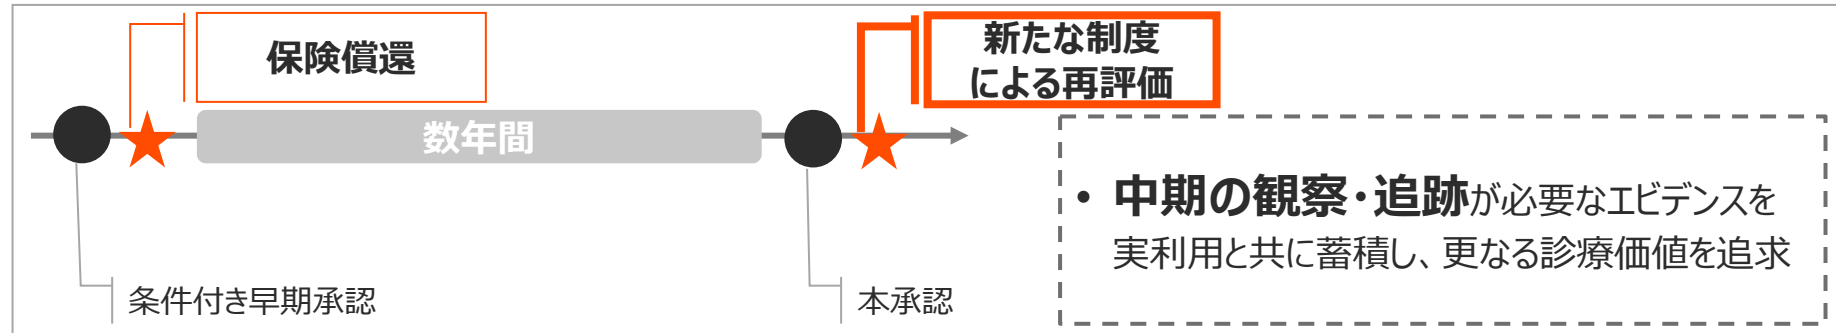 保険償還
新たな制度
による再評価
数年間
条件付き早期承認
本承認
• 中期の観察・追跡が必要なエビデンスを
実利用と共に蓄積し、更なる診療価値を追求